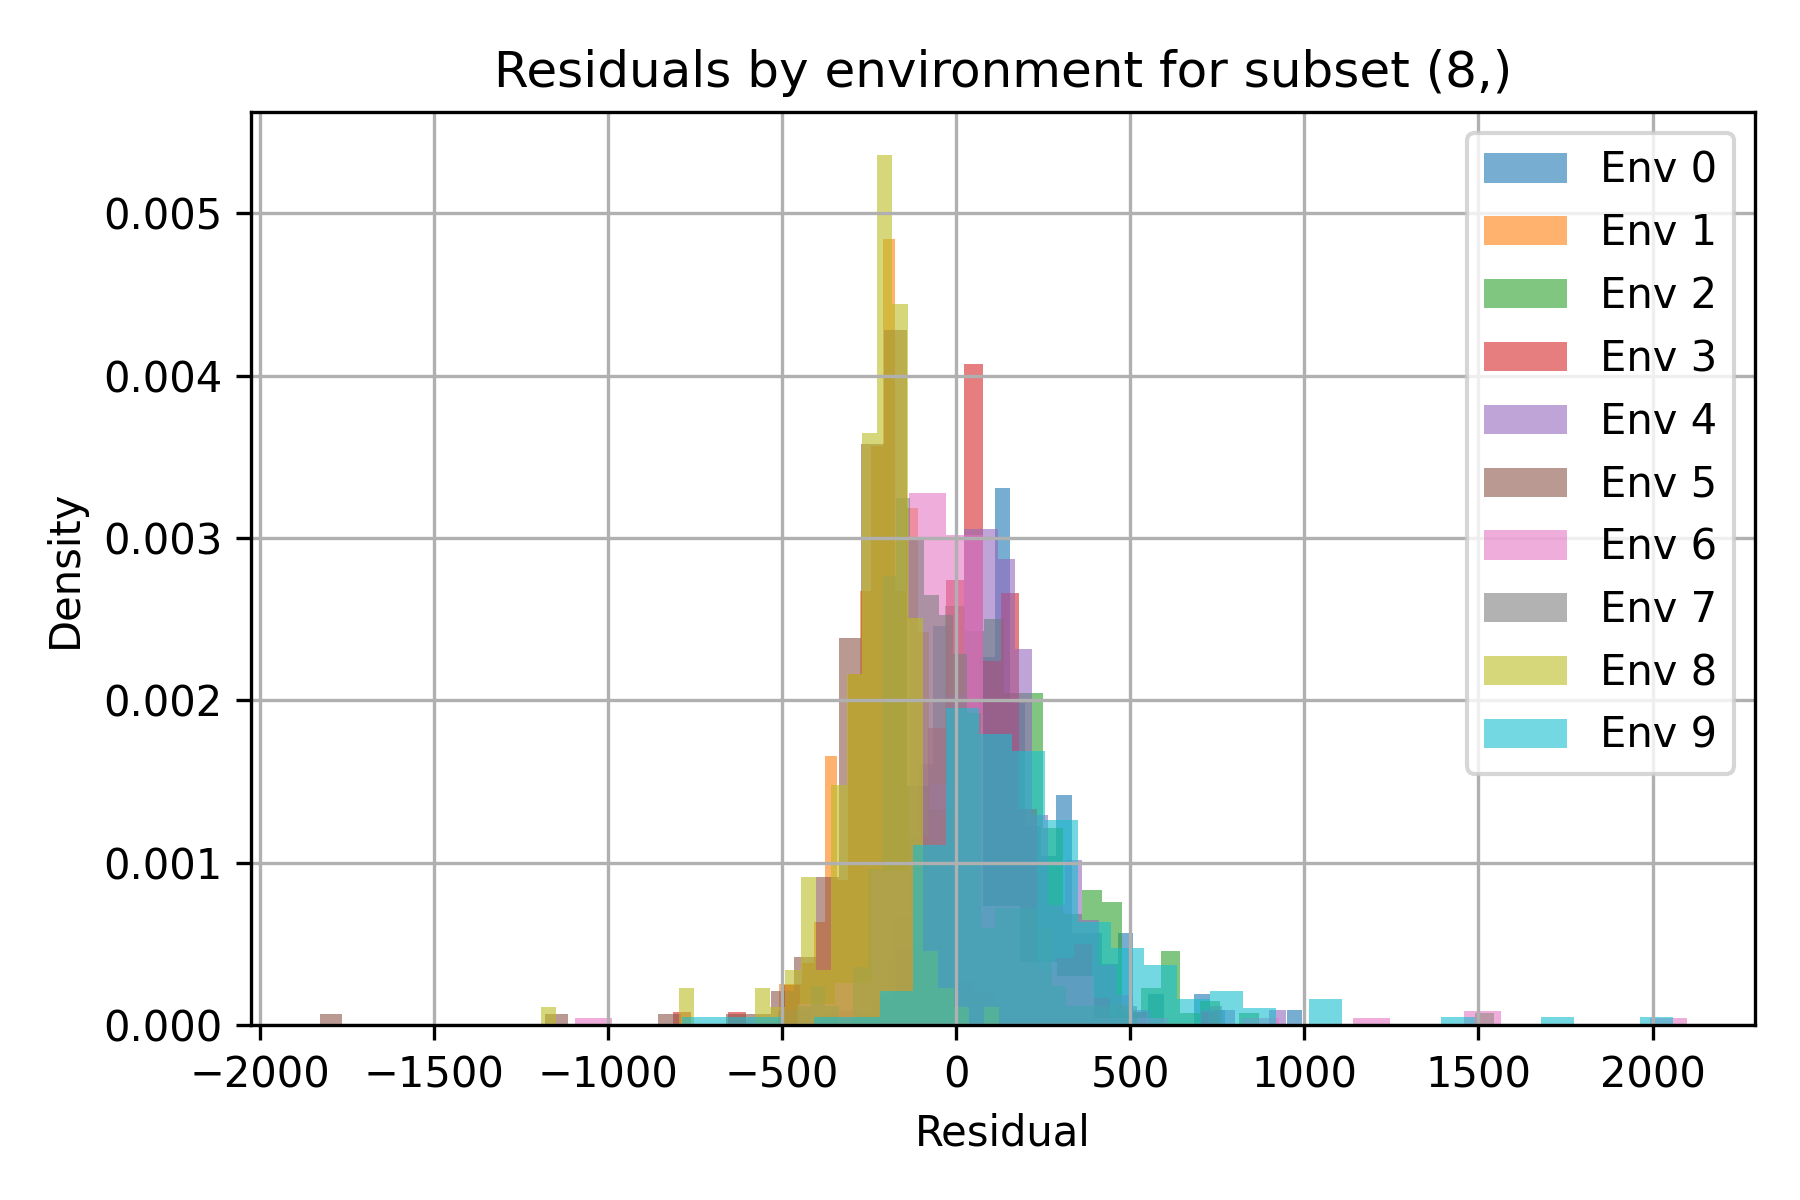 Residuals by environment for subset (8,)
Density
0.005
0.004
0.003
0.002
0.001
0.000
−2000 −1500 −1000 −500 0 500 1000 1500 2000
Residual
Env 0
Env 1
Env 2
Env 3
Env 4
Env 5
Env 6
Env 7
Env 8
Env 9